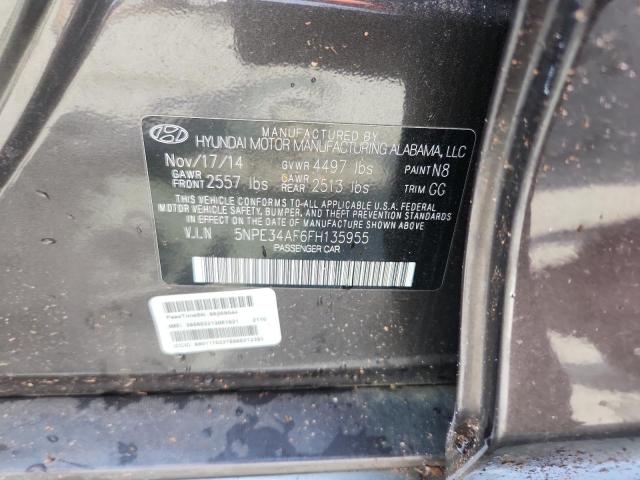 MANUFACTURED BY
HYUNDAI MOTOR MANUFACTURING ALABAMA, LLC
Nov/17/14 GVWR 4497 lbs PAINT N8
GAWR FRONT 2557 lbs GAWR REAR 2513 lbs TRIM GG
THIS VEHICLE CONFORMS TO ALL APPLICABLE U.S.A FEDERAL
MOTOR VEHICLE SAFETY, BUMPER, AND THEFT PREVENTION
STANDARDS IN EFFECT ON THE DATE OF MANUFACTURE SHOWN ABOVE.
V.I.N 5NPE34AF6FH135955
PASSENGER CAR
2110